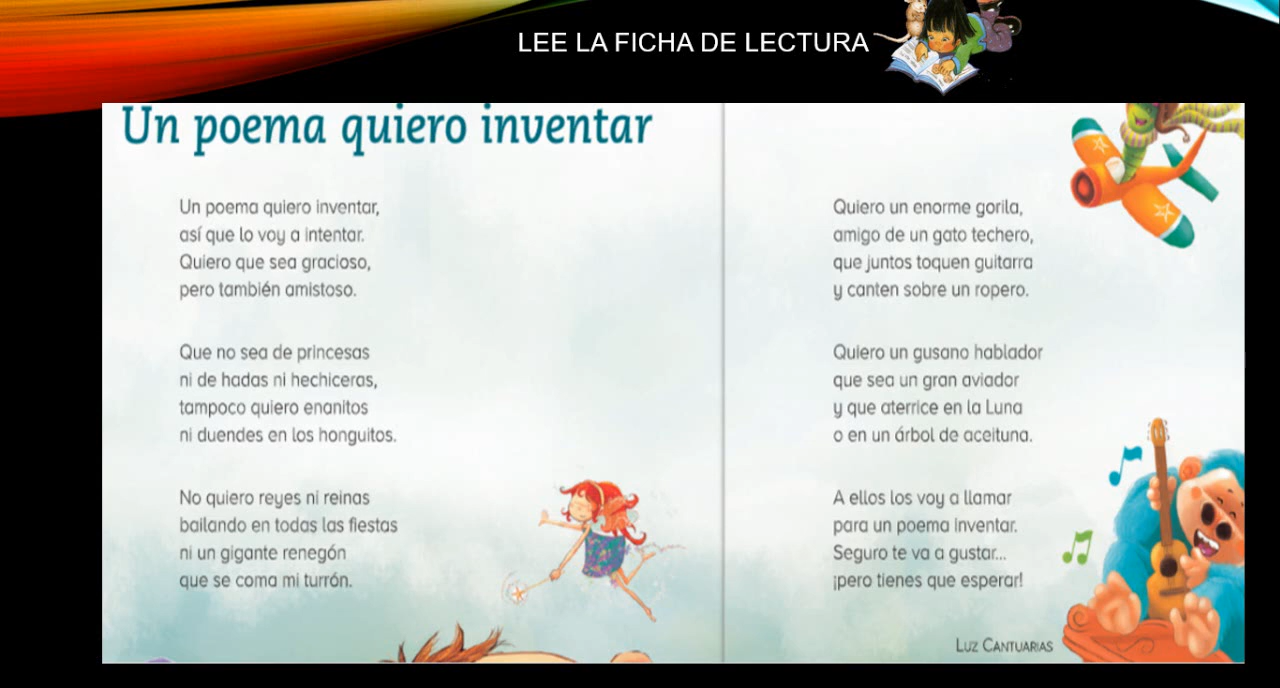 LEE LA FICHA DE LECTURA
Un poema quiero inventar
Un poema quiero inventar,
así que lo voy a intentar.
Quiero que sea gracioso,
pero también amistoso.
Que no sea de princesas
ni de hadas ni hechiceras,
tampoco quiero enanitos
ni duendes en los honguitos.
No quiero reyes ni reinas
bailando en todas las fiestas
ni un gigante renegón
que se coma mi turrón.
Quiero un enorme gorila,
amigo de un gato techero,
que juntos toquen guitarra
y canten sobre un ropero.
Quiero un gusano hablador
que sea un gran aviador
y que aterrice en la Luna
o en un árbol de aceituna.
A ellos los voy a llamar
para un poema inventar.
Seguro te va a gustar...
¡pero tienes que esperar!
LUZ CANTUARIAS